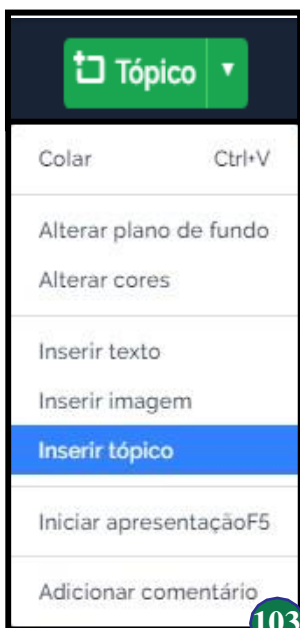 Tópico
Colar Ctrl+V
Alterar plano de fundo
Alterar cores
Inserir texto
Inserir imagem
Inserir tópico
Iniciar apresentaçãoF5
Adicionar comentário
103